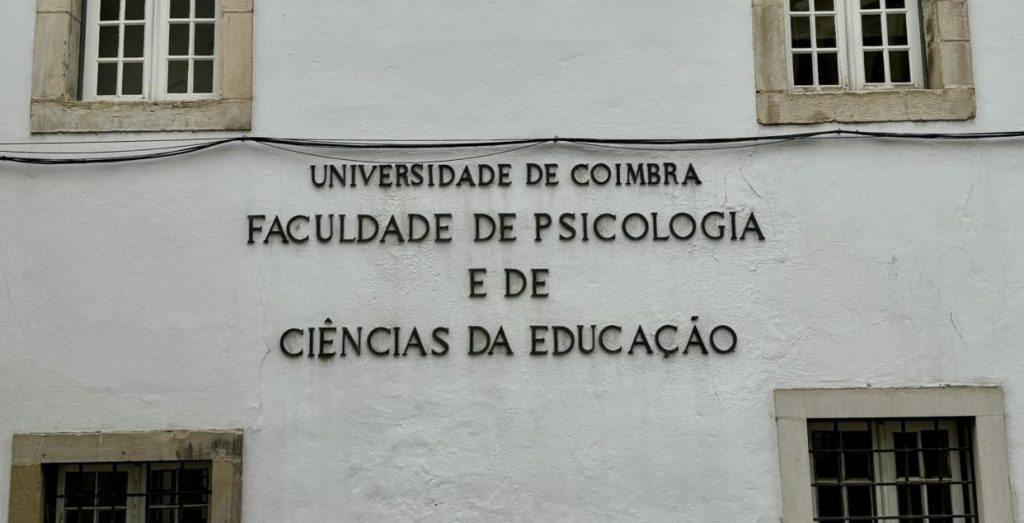 UNIVERSIDADE DE COIMBRA
FACULDADE DE PSICOLOGIA
E DE
CIÊNCIAS DA EDUCAÇÃO